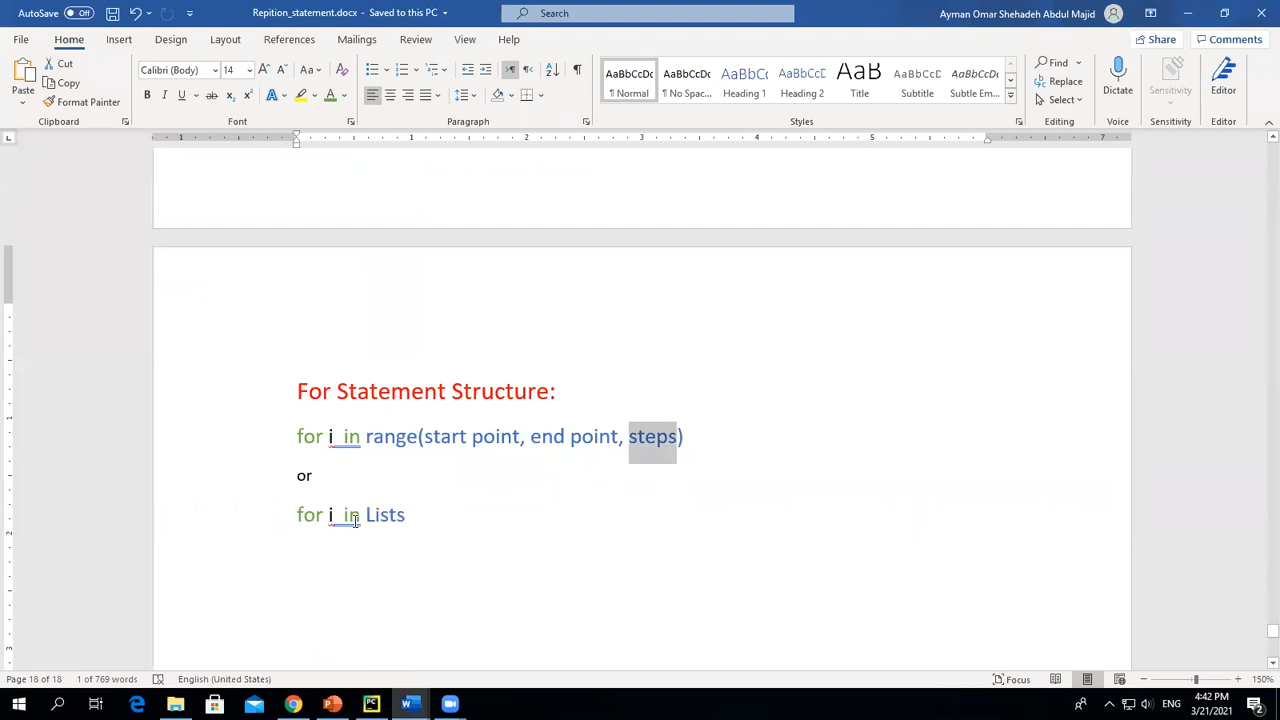 AutoSave Off Repition_statement.docx • Saved to this PC Search Ayman Omar Shehadeh Abdul Majid
File Home Insert Design Layout References Mailings Review View Help Share Comments
Paste Cut Copy Format Painter Clipboard
Calibri (Body) 14 Font
Paragraph
AaBbCcDc ¶ Normal AaBbCcDc ¶ No Spac... AaBbCc Heading 1 AaBbCcC Heading 2 AaB Title AaBbCcC Subtitle AaBbCcDc Subtle Em... Styles
Find Replace Select Editing
Dictate Voice
Sensitivity Sensitivity
Editor Editor
For Statement Structure:
for i in range(start point, end point, steps)
or
for i in Lists
Page 18 of 18 1 of 769 words English (United States) Focus 150%
ENG 4:42 PM 3/21/2021 2